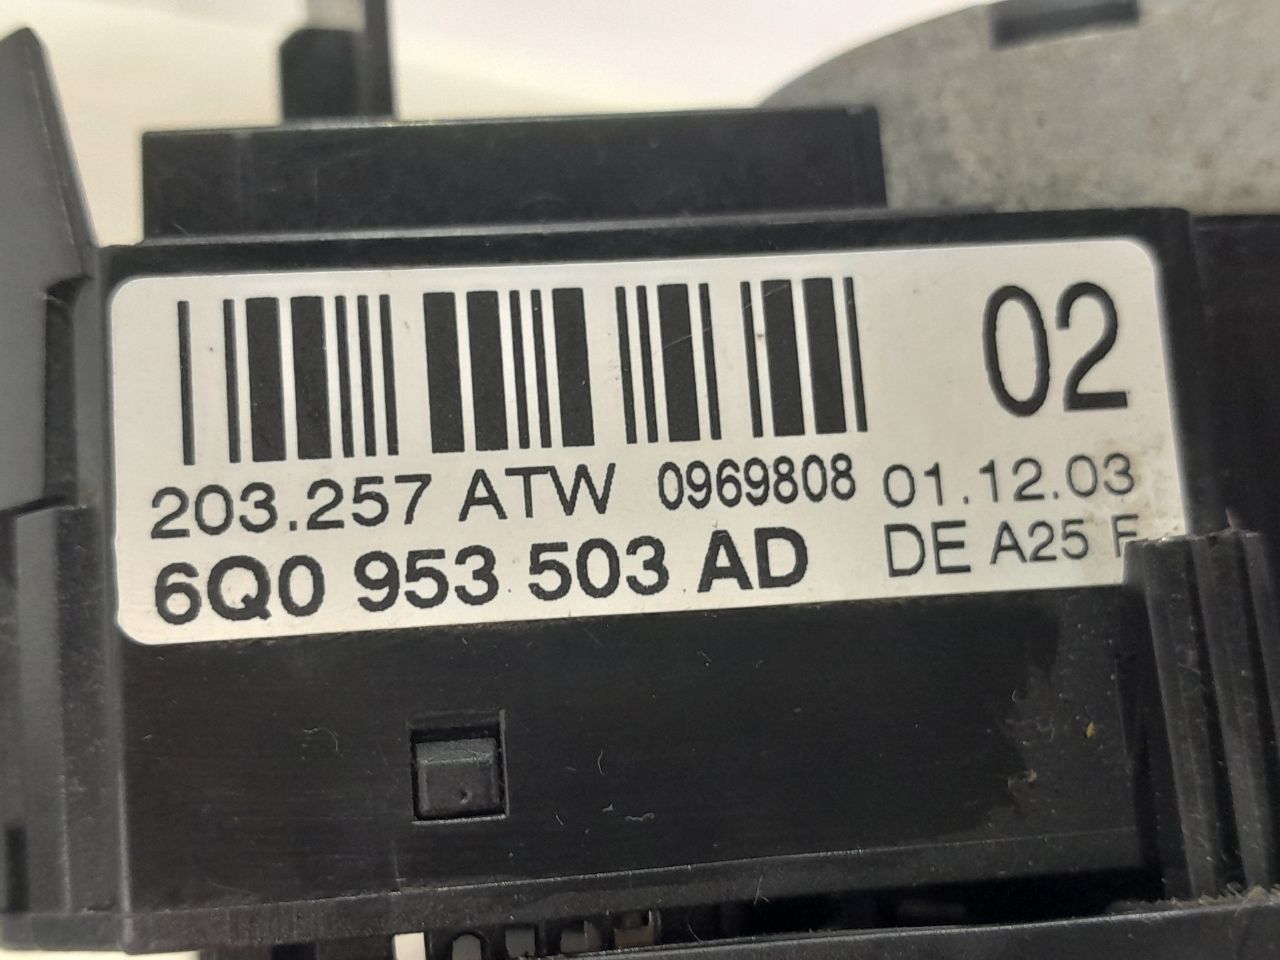 02
203.257 ATW 0969808 01.12.03
6Q0 953 503 AD DE A25